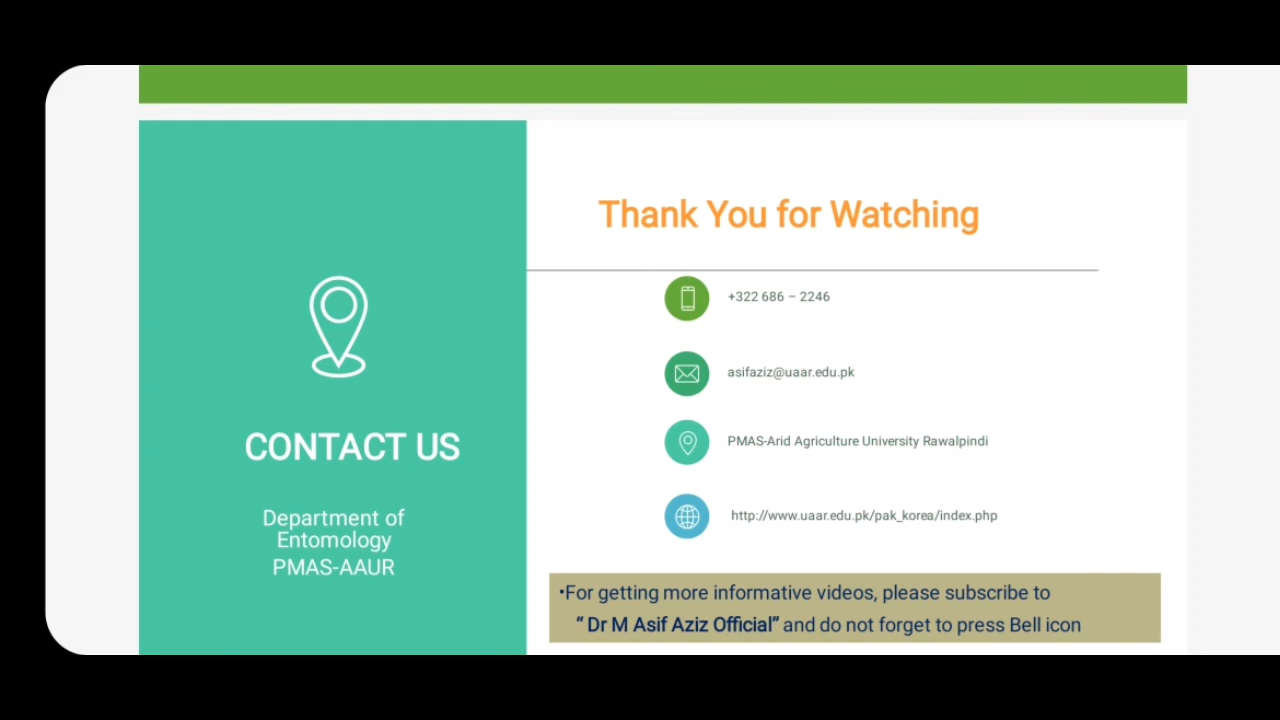 Thank You for Watching
+322 686 – 2246
asifaziz@uaar.edu.pk
PMAS-Arid Agriculture University Rawalpindi
http://www.uaar.edu.pk/pak_korea/index.php
CONTACT US
Department of
Entomology
PMAS-AAUR
•For getting more informative videos, please subscribe to
“ Dr M Asif Aziz Official” and do not forget to press Bell icon